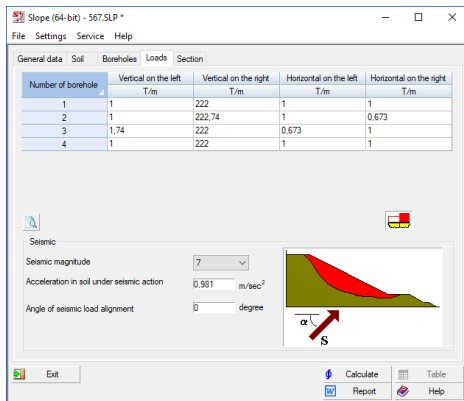 Slope (64-bit) - 567.SLP *
File Settings Service Help
General data Soil Boreholes Loads Section
Number of borehole Vertical on the left Vertical on the right Horizontal on the left Horizontal on the right
T/m T/m T/m T/m
1 1 222 1 1
2 1 222,74 1 0,673
3 1,74 222 0,673 1
4 1 222 1 1
Seismic
Seismic magnitude 7
Acceleration in soil under seismic action 0,981 m/sec²
Angle of seismic load alignment 0 degree
α
S
Exit Calculate Table
Report Help